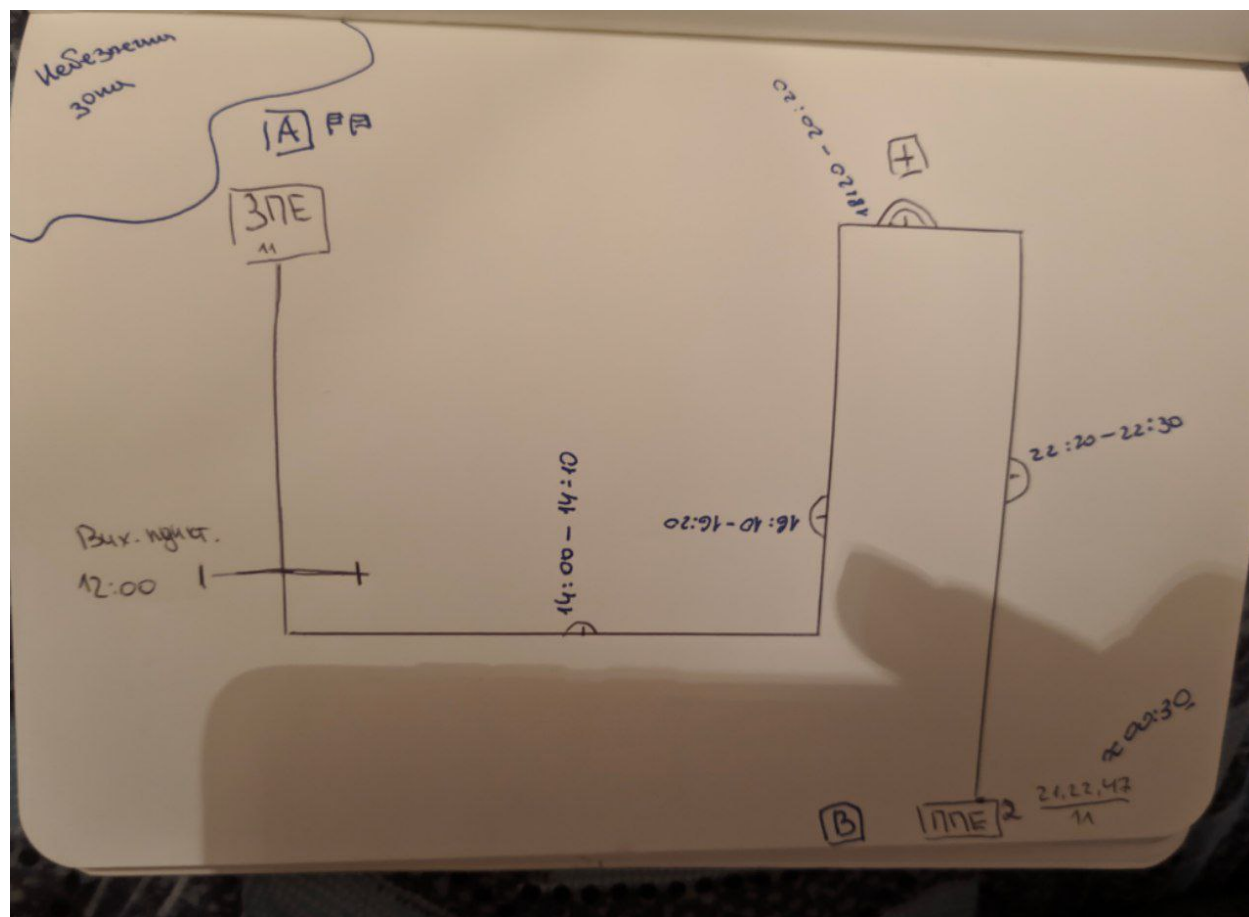 Небезпечна
зона
А
ЗПЕ
11
Вих. пункт.
12:00
14:00 - 14:10
16:10 - 16:20
18:20 - 20:20
22:20 - 22:30
≈ 00:30
В
ППЕ 2
21, 22, 47
11